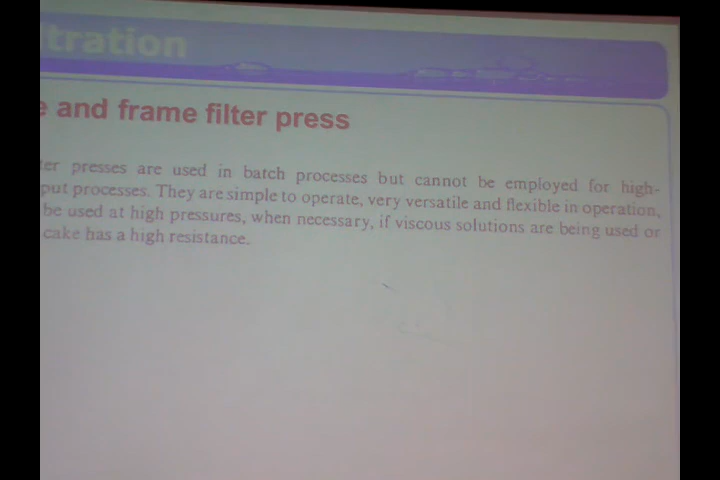 tration
e and frame filter press
ter presses are used in batch processes but cannot be employed for high-
put processes. They are simple to operate, very versatile and flexible in operation,
be used at high pressures, when necessary, if viscous solutions are being used or
cake has a high resistance.